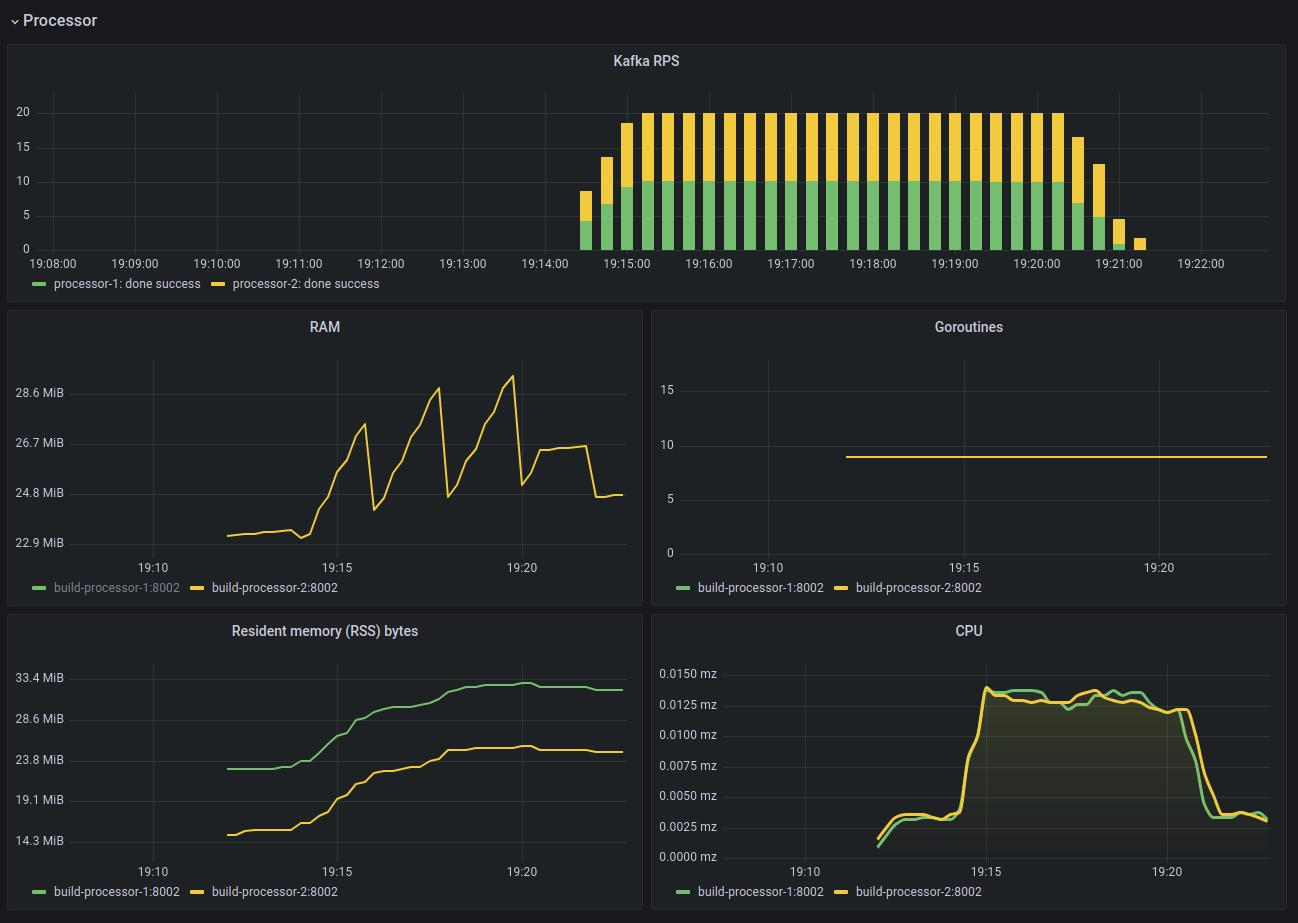 Processor
Kafka RPS
20
15
10
5
0
19:08:00 19:09:00 19:10:00 19:11:00 19:12:00 19:13:00 19:14:00 19:15:00 19:16:00 19:17:00 19:18:00 19:19:00 19:20:00 19:21:00 19:22:00
processor-1: done success processor-2: done success
RAM
28.6 MiB
26.7 MiB
24.8 MiB
22.9 MiB
19:10 19:15 19:20
build-processor-1:8002 build-processor-2:8002
Goroutines
15
10
5
0
19:10 19:15 19:20
build-processor-1:8002 build-processor-2:8002
Resident memory (RSS) bytes
33.4 MiB
28.6 MiB
23.8 MiB
19.1 MiB
14.3 MiB
19:10 19:15 19:20
build-processor-1:8002 build-processor-2:8002
CPU
0.0150 mz
0.0125 mz
0.0100 mz
0.0075 mz
0.0050 mz
0.0025 mz
0.0000 mz
19:10 19:15 19:20
build-processor-1:8002 build-processor-2:8002